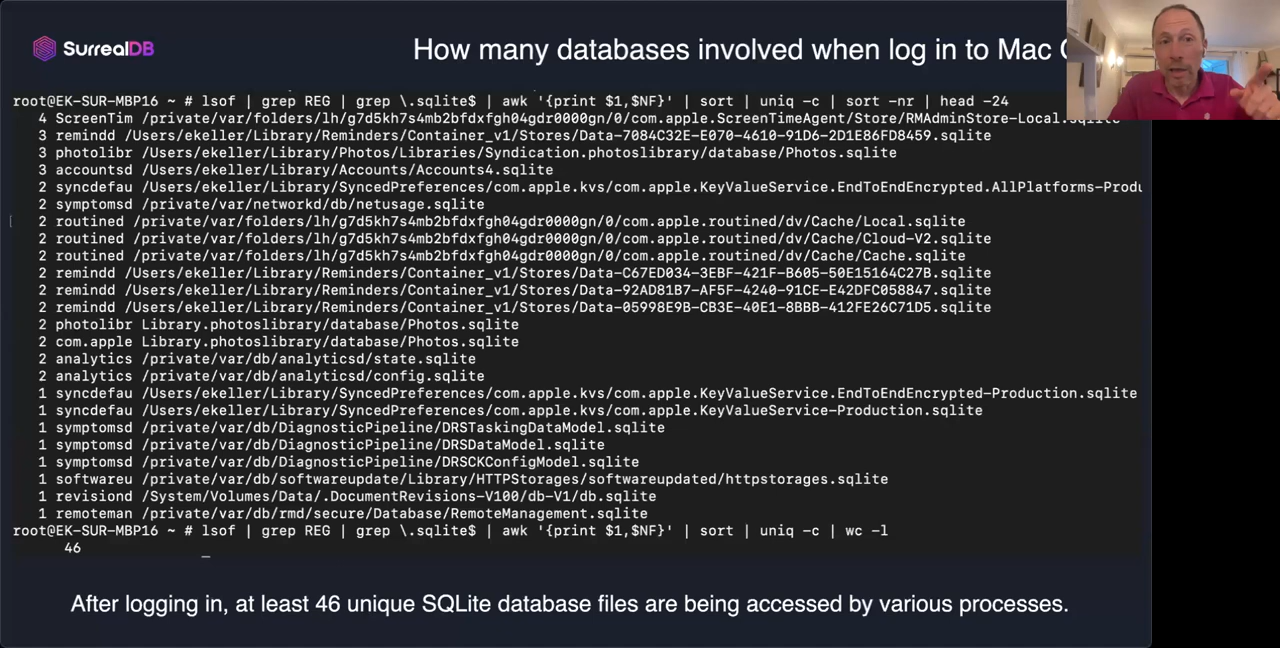 SurrealDB
How many databases involved when log in to Mac
root@EK-SUR-MBP16 ~ # lsof | grep REG | grep \.sqlite$ | awk '{print $1,$NF}' | sort | uniq -c | sort -nr | head -24
4 ScreenTim /private/var/folders/lh/g7d5kh7s4mb2bfdxfgh04gdr0000gn/0/com.apple.ScreenTimeAgent/Store/RMAdminStore-Local.sqlite
3 remindd /Users/ekeller/Library/Reminders/Container_v1/Stores/Data-7084C32E-E070-4610-91D6-2D1E86FD8459.sqlite
3 photolibr /Users/ekeller/Library/Photos/Libraries/Syndication.photoslibrary/database/Photos.sqlite
3 accountsd /Users/ekeller/Library/Accounts/Accounts4.sqlite
2 syncdefau /Users/ekeller/Library/SyncedPreferences/com.apple.kvs/com.apple.KeyValueService.EndToEndEncrypted.AllPlatforms-Produ
2 symptomsd /private/var/networkd/db/netusage.sqlite
2 routined /private/var/folders/lh/g7d5kh7s4mb2bfdxfgh04gdr0000gn/0/com.apple.routined/dv/Cache/Local.sqlite
2 routined /private/var/folders/lh/g7d5kh7s4mb2bfdxfgh04gdr0000gn/0/com.apple.routined/dv/Cache/Cloud-V2.sqlite
2 routined /private/var/folders/lh/g7d5kh7s4mb2bfdxfgh04gdr0000gn/0/com.apple.routined/dv/Cache/Cache.sqlite
2 remindd /Users/ekeller/Library/Reminders/Container_v1/Stores/Data-C67ED034-3EBF-421F-B605-50E15164C27B.sqlite
2 remindd /Users/ekeller/Library/Reminders/Container_v1/Stores/Data-92AD81B7-AF5F-4240-91CE-E42DFC058847.sqlite
2 remindd /Users/ekeller/Library/Reminders/Container_v1/Stores/Data-05998E9B-CB3E-40E1-8BBB-412FE26C71D5.sqlite
2 photolibr Library.photoslibrary/database/Photos.sqlite
2 com.apple Library.photoslibrary/database/Photos.sqlite
2 analytics /private/var/db/analyticsd/state.sqlite
2 analytics /private/var/db/analyticsd/config.sqlite
1 syncdefau /Users/ekeller/Library/SyncedPreferences/com.apple.kvs/com.apple.KeyValueService.EndToEndEncrypted-Production.sqlite
1 syncdefau /Users/ekeller/Library/SyncedPreferences/com.apple.kvs/com.apple.KeyValueService-Production.sqlite
1 symptomsd /private/var/db/DiagnosticPipeline/DRSTaskingDataModel.sqlite
1 symptomsd /private/var/db/DiagnosticPipeline/DRSDataModel.sqlite
1 symptomsd /private/var/db/DiagnosticPipeline/DRSCKConfigModel.sqlite
1 softwareu /private/var/db/softwareupdate/Library/HTTPStorages/softwareupdated/httpstorages.sqlite
1 revisiond /System/Volumes/Data/.DocumentRevisions-V100/db-V1/db.sqlite
1 remoteman /private/var/db/rmd/secure/Database/RemoteManagement.sqlite
root@EK-SUR-MBP16 ~ # lsof | grep REG | grep \.sqlite$ | awk '{print $1,$NF}' | sort | uniq -c | wc -l
46
After logging in, at least 46 unique SQLite database files are being accessed by various processes.